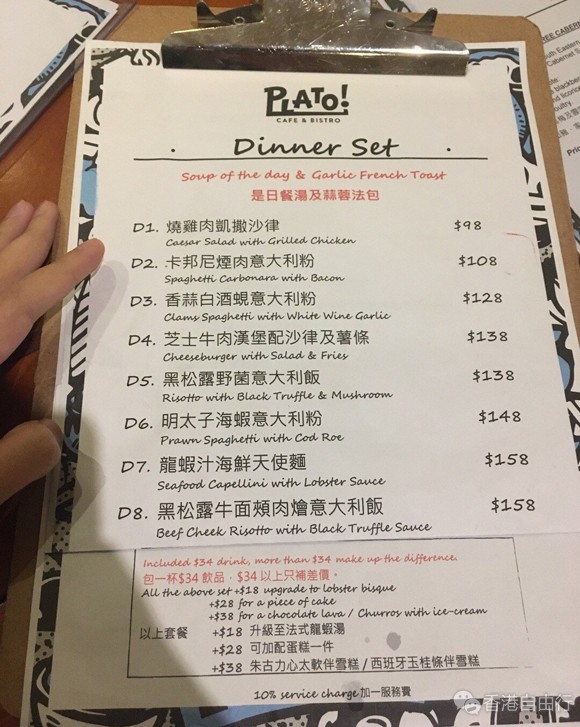 PLATO!
CAFE & BISTRO
Dinner Set
Soup of the day & Garlic French Toast
是日餐湯及蒜蓉法包
D1. 燒雞肉凱撒沙律 $98
Caesar Salad with Grilled Chicken
D2. 卡邦尼煙肉意大利粉 $108
Spaghetti Carbonara with Bacon
D3. 香蒜白酒蜆意大利粉 $128
Clams Spaghetti with White Wine Garlic
D4. 芝士牛肉漢堡配沙律及薯條 $138
Cheeseburger with Salad & Fries
D5. 黑松露野菌意大利飯 $138
Risotto with Black Truffle & Mushroom
D6. 明太子海蝦意大利粉 $148
Prawn Spaghetti with Cod Roe
D7. 龍蝦汁海鮮天使麵 $158
Seafood Capellini with Lobster Sauce
D8. 黑松露牛面頰肉燴意大利飯 $158
Beef Cheek Risotto with Black Truffle Sauce
Included $34 drink, more than $34 make up the difference.
包一杯$34飲品﹐$34以上只補差價。
All the above set +$18 upgrade to lobster bisque
+$28 for a piece of cake
+$38 for a chocolate lava / Churros with ice-cream
以上套餐 +$18 升級至法式龍蝦湯
+$28 可加配蛋糕一件
+$38 朱古力心太軟伴雪糕 / 西班牙玉桂條伴雪糕
10% service charge 加一服務費
香港自由行